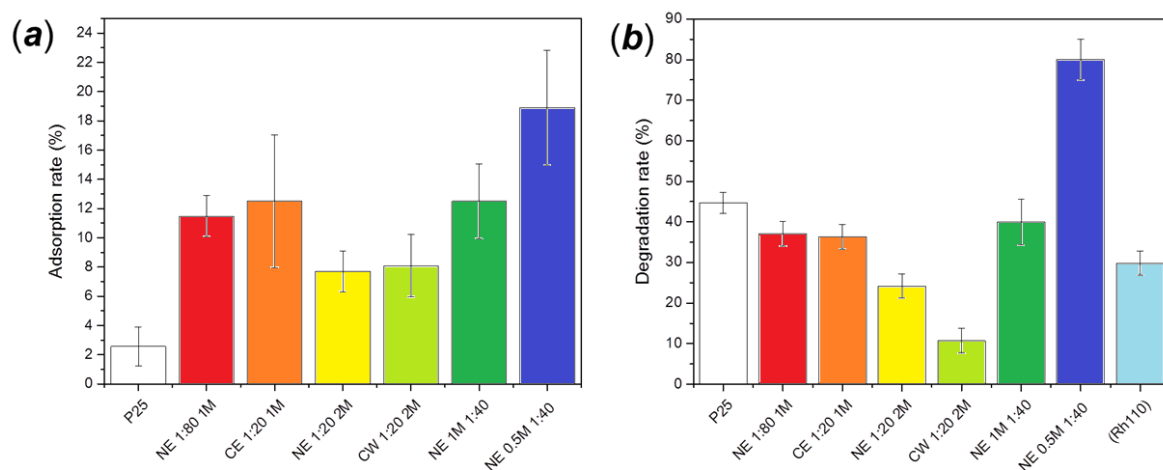 (a)
Adsorption rate (%)
24
22
20
18
16
14
12
10
8
6
4
2
0
P25
NE 1:80 1M
CE 1:20 1M
NE 1:20 2M
CW 1:20 2M
NE 1M 1:40
NE 0.5M 1:40
(b)
Degradation rate (%)
90
80
70
60
50
40
30
20
10
0
P25
NE 1:80 1M
CE 1:20 1M
NE 1:20 2M
CW 1:20 2M
NE 1M 1:40
NE 0.5M 1:40
(Rh110)